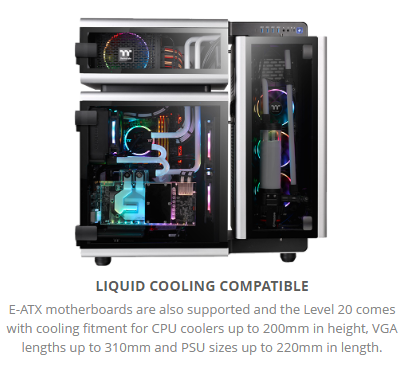 LIQUID COOLING COMPATIBLE
E-ATX motherboards are also supported and the Level 20 comes
with cooling fitment for CPU coolers up to 200mm in height, VGA
lengths up to 310mm and PSU sizes up to 220mm in length.